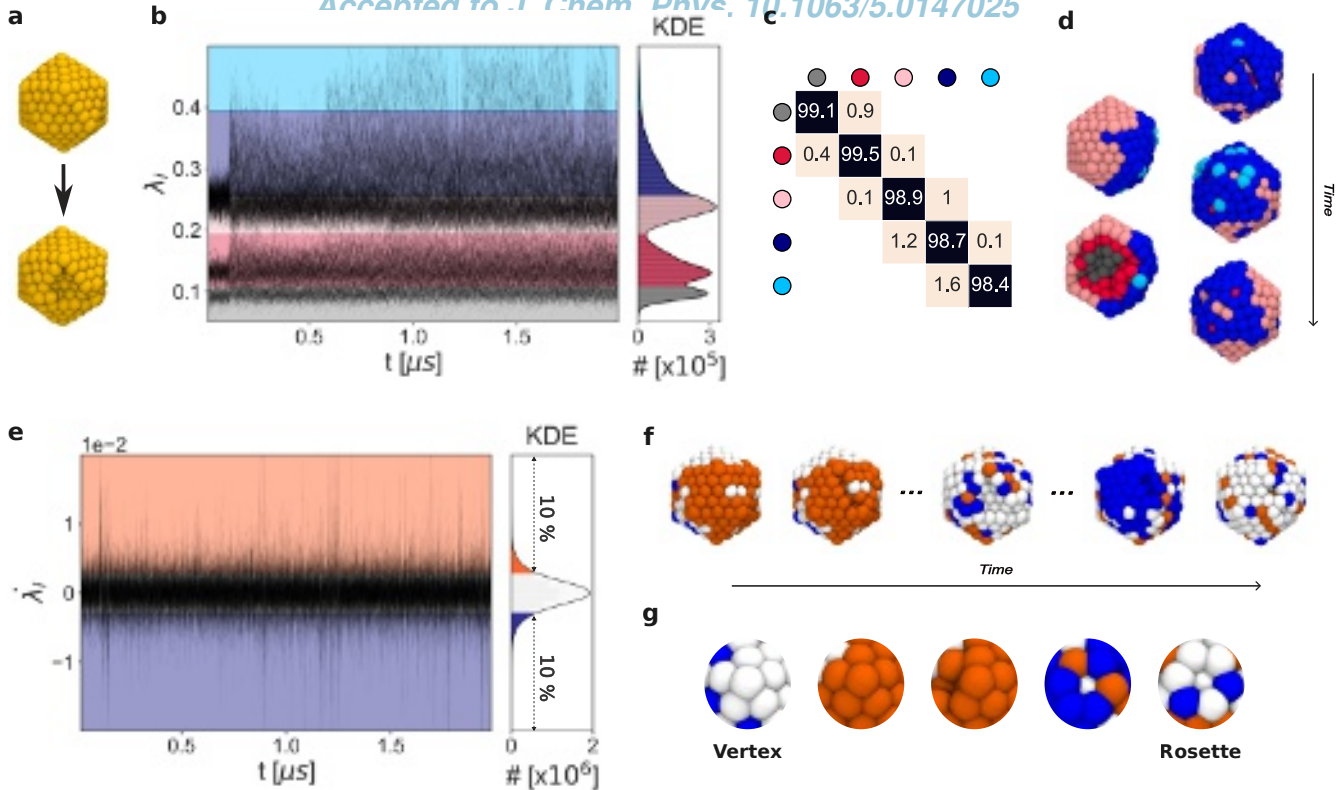 Accepted to J. Chem. Phys. 10.1063/5.0147025
a
b
KDE
c
d
λi
0.4
0.3
0.2
0.1
0.5
1.0
1.5
t [μs]
0
3
# [x10⁵]
99.1 0.9
0.4 99.5 0.1
0.1 98.9 1
1.2 98.7 0.1
1.6 98.4
Time
e
1e−2
KDE
λ̇i
1
0
−1
10 %
10 %
0.5
1.0
1.5
t [μs]
0
2
# [x10⁶]
f
...
...
Time
g
Vertex
Rosette